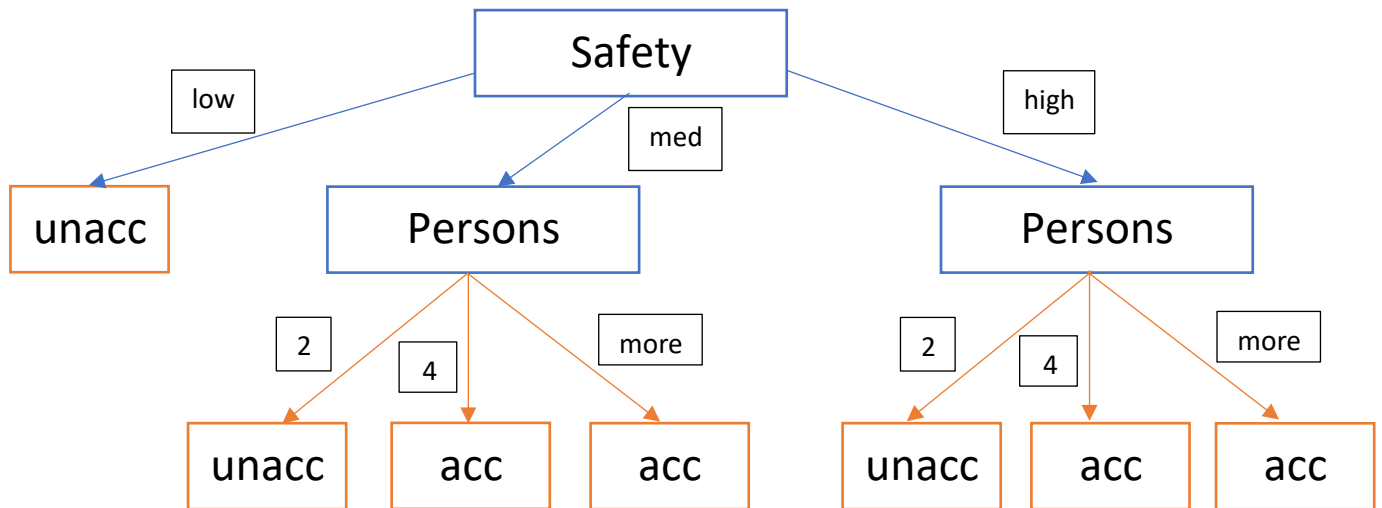 Safety
low
med
high
unacc
Persons
Persons
2
4
more
2
4
more
unacc
acc
acc
unacc
acc
acc